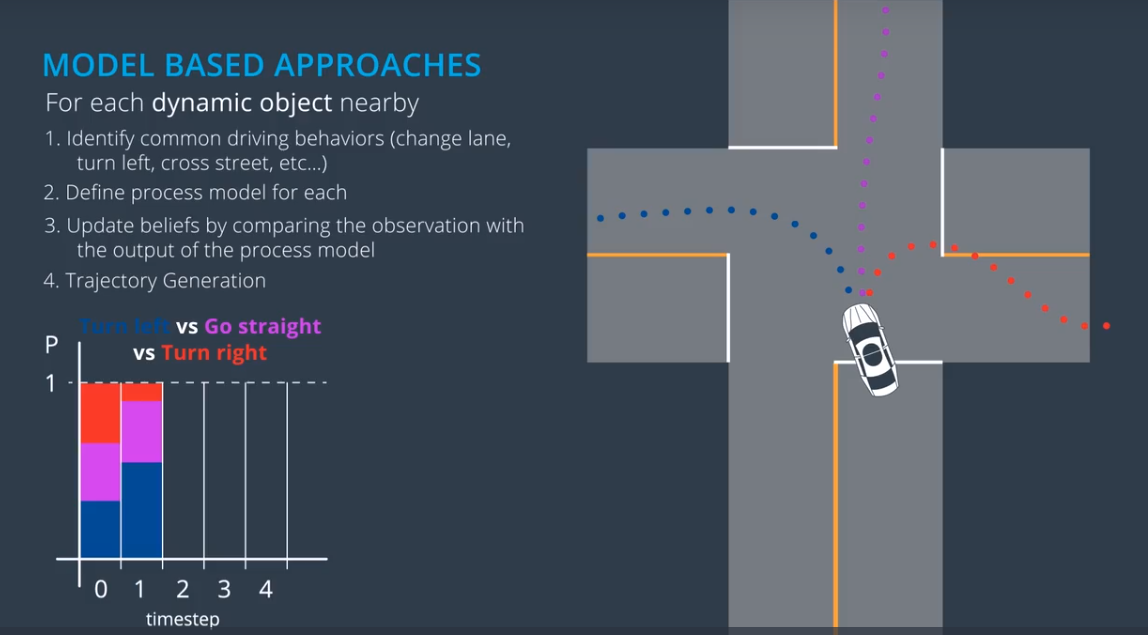 MODEL BASED APPROACHES
For each dynamic object nearby
1. Identify common driving behaviors (change lane,
turn left, cross street, etc...)
2. Define process model for each
3. Update beliefs by comparing the observation with
the output of the process model
4. Trajectory Generation
Turn left vs Go straight
vs Turn right
P
1
0 1 2 3 4
timestep